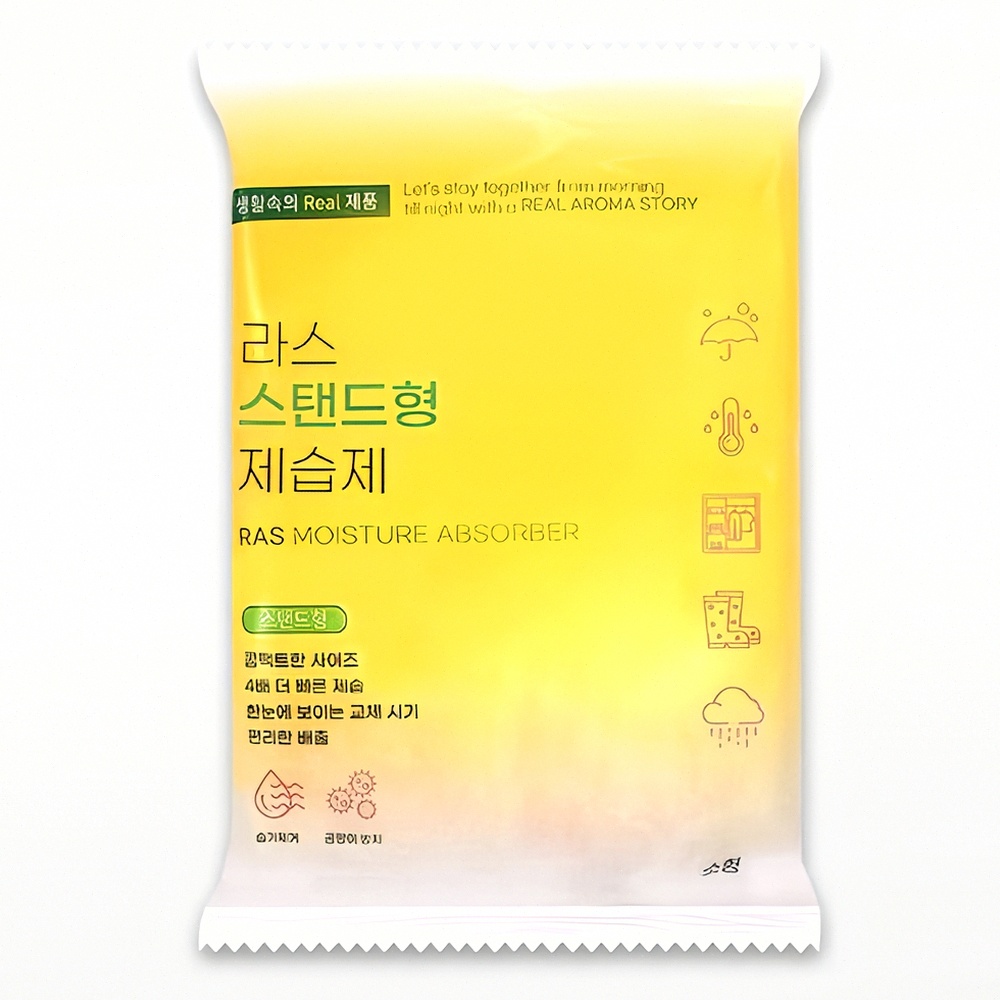 생활속의 Real 제품
Let's stay together from morning
till night with a REAL AROMA STORY
라스
스탠드형
제습제
RAS MOISTURE ABSORBER
스탠드형
컴팩트한 사이즈
4배 더 빠른 제습
한눈에 보이는 교체 시기
편리한 배출
습기제거
곰팡이 방지
소형